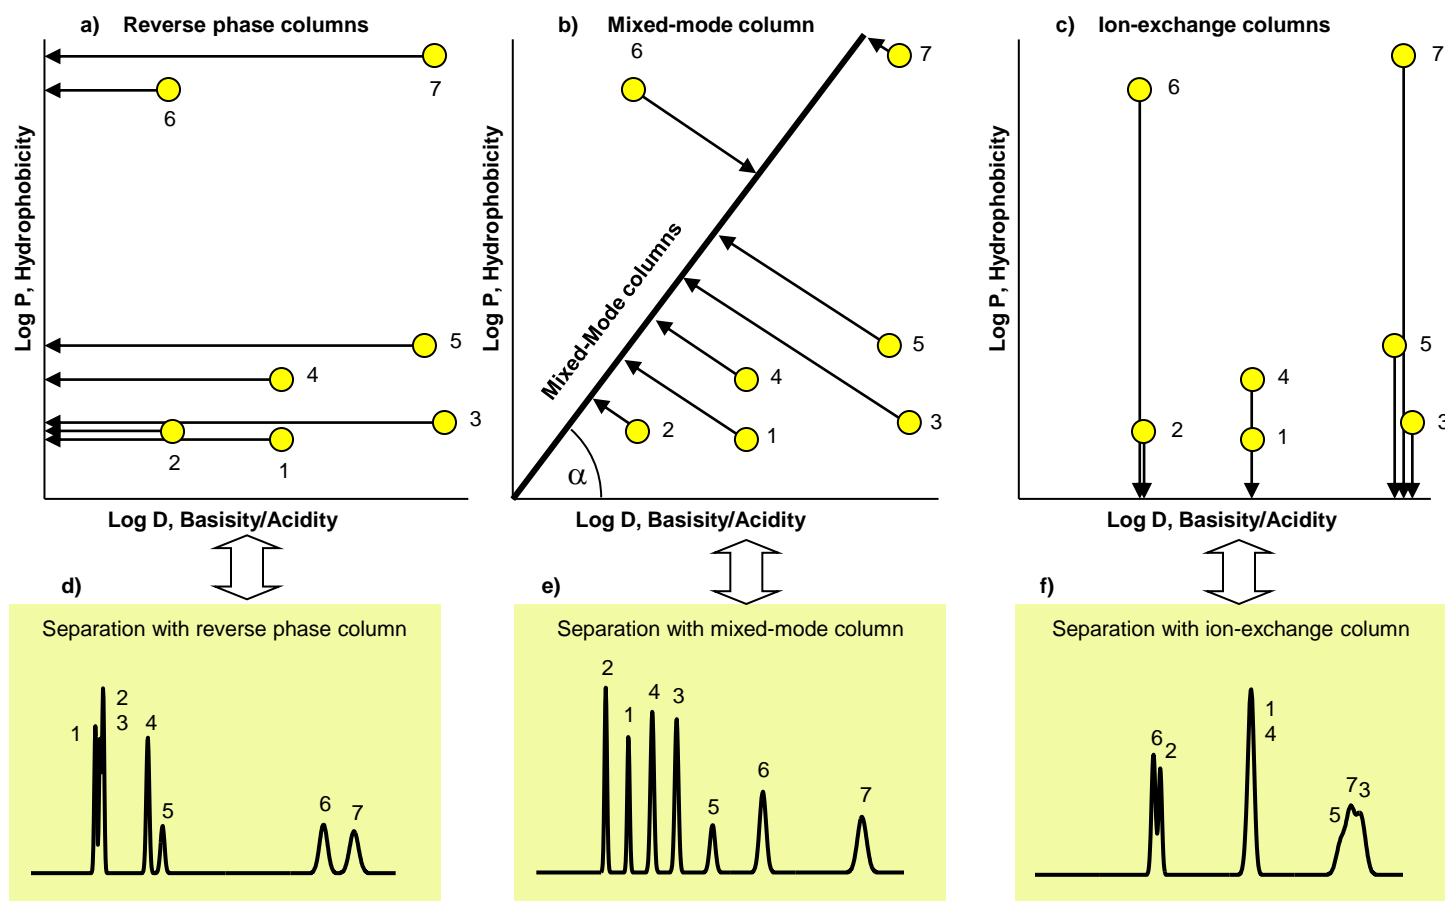 a) Reverse phase columns
b) Mixed-mode column
c) Ion-exchange columns
Log P, Hydrophobicity
7
6
5
4
3
2
1
Log D, Basisity/Acidity
Log P, Hydrophobicity
6
7
Mixed-Mode columns
5
4
3
2
1
α
Log D, Basisity/Acidity
Log P, Hydrophobicity
7
6
5
4
3
2
1
Log D, Basisity/Acidity
d)
Separation with reverse phase column
1
2
3
4
5
6
7
e)
Separation with mixed-mode column
2
1
4
3
5
6
7
f)
Separation with ion-exchange column
6
2
1
4
5
7
3